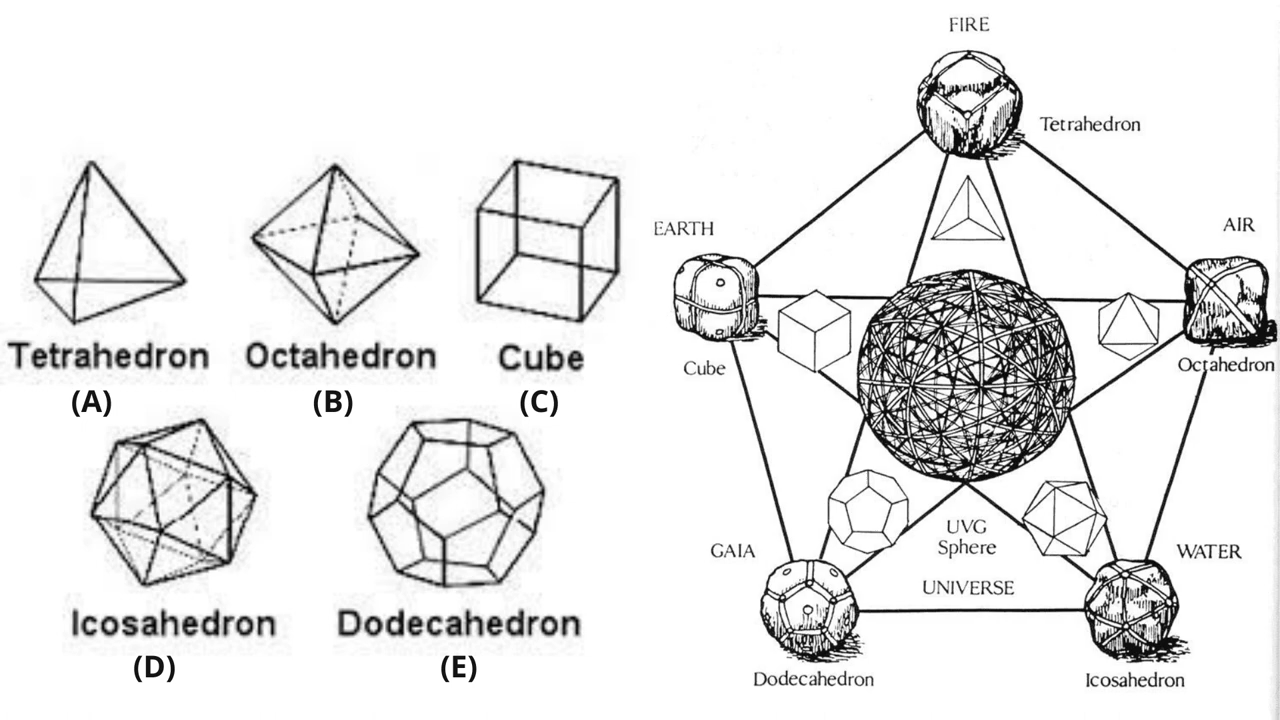 Tetrahedron
(A)
Octahedron
(B)
Cube
(C)
Icosahedron
(D)
Dodecahedron
(E)
FIRE
Tetrahedron
EARTH
Cube
AIR
Octahedron
GAIA
Dodecahedron
UVG
Sphere
UNIVERSE
WATER
Icosahedron